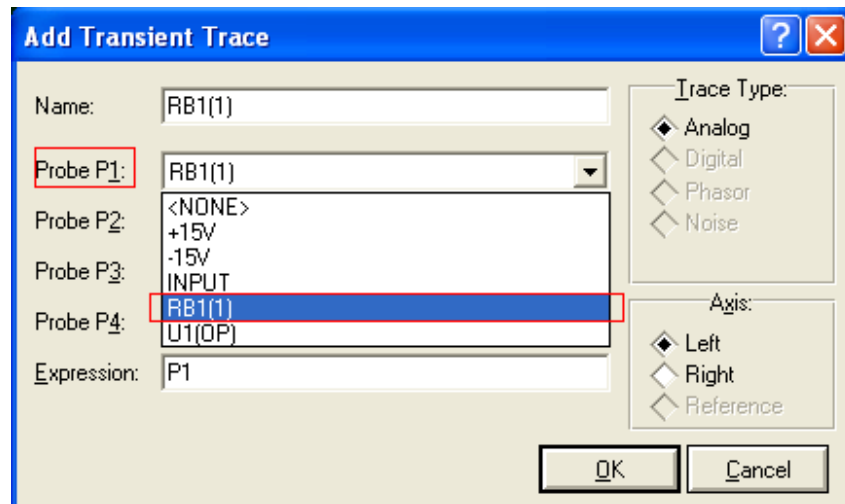 Add Transient Trace
Name: RB1(1)
Probe P1: RB1(1)
<NONE>
+15V
-15V
INPUT
RB1(1)
U1(OP)
Probe P2:
Probe P3:
Probe P4:
Expression: P1
Trace Type:
Analog
Digital
Phasor
Noise
Axis:
Left
Right
Reference
OK
Cancel